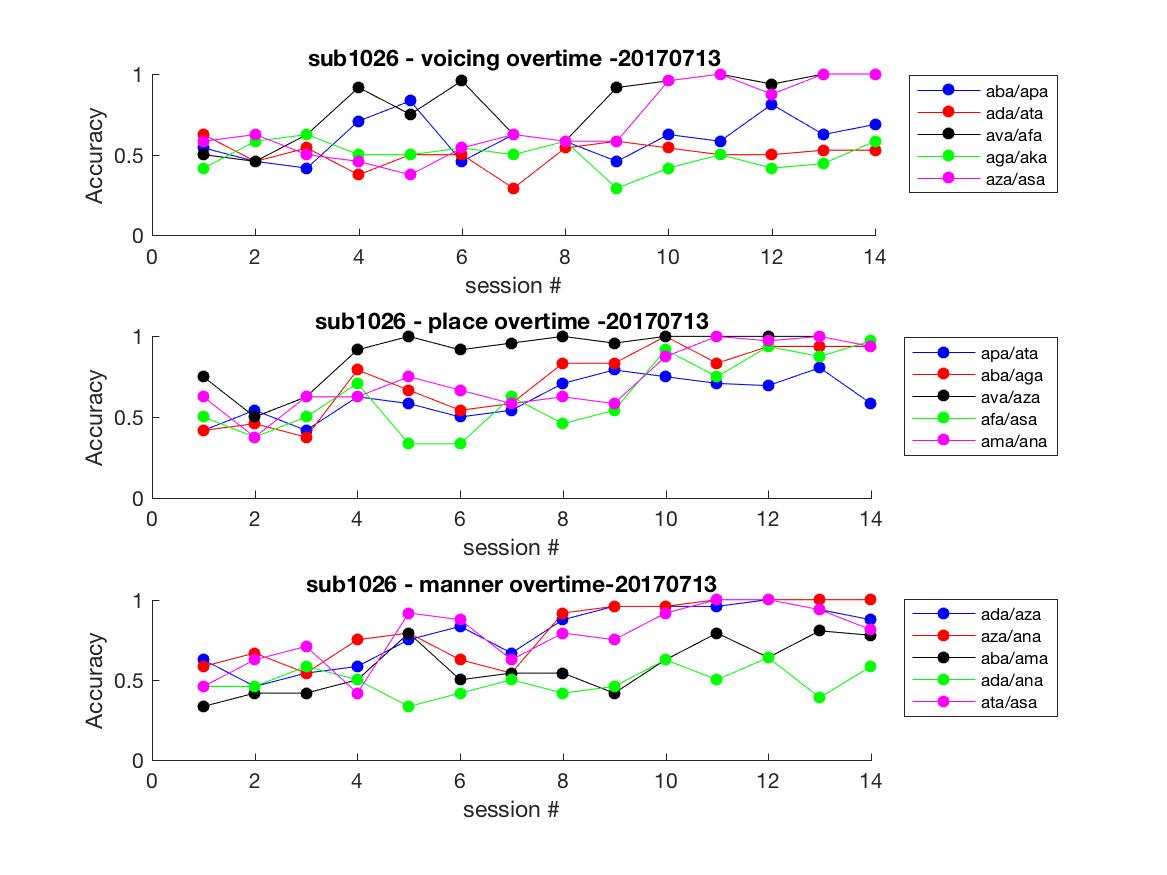 sub1026 - voicing overtime -20170713
1
0.5
0
Accuracy
0 2 4 6 8 10 12 14
session #
aba/apa
ada/ata
ava/afa
aga/aka
aza/asa
sub1026 - place overtime -20170713
1
0.5
0
Accuracy
0 2 4 6 8 10 12 14
session #
apa/ata
aba/aga
ava/aza
afa/asa
ama/ana
sub1026 - manner overtime-20170713
1
0.5
0
Accuracy
0 2 4 6 8 10 12 14
session #
ada/aza
aza/ana
aba/ama
ada/ana
ata/asa